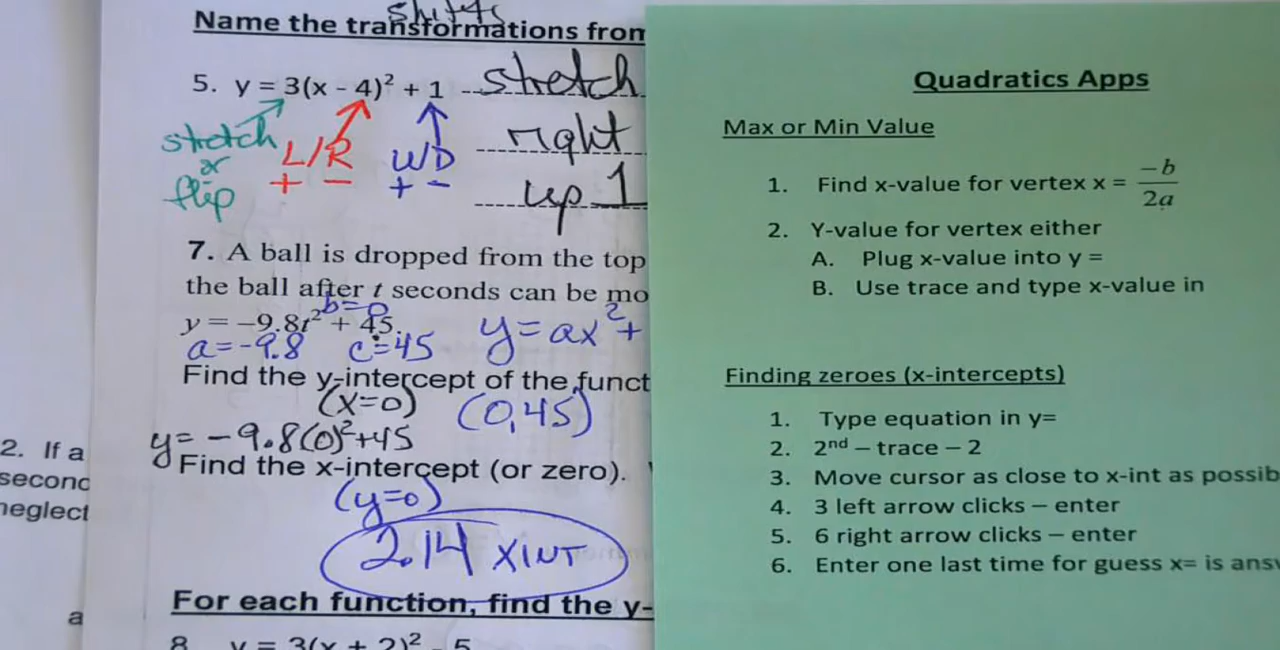 shifts
Name the transformations from
5. y = 3(x - 4)² + 1 stretch
stretch L/R U/D right
or + - + - up 1
flip
7. A ball is dropped from the top
the ball after t seconds can be mo
b=0
y = -9.8t² + 45. y = ax² +
a=-9.8 c=45
Find the y-intercept of the funct
(x=0) (0,45)
y= -9.8(0)²+45
Find the x-intercept (or zero).
(y=0)
2.14 XINT
For each function, find the y-
8. y = 3(x + 2)² - 5
2. If a
second
neglect
a
Quadratics Apps
Max or Min Value
1. Find x-value for vertex x = -b/2a
2. Y-value for vertex either
A. Plug x-value into y =
B. Use trace and type x-value in
Finding zeroes (x-intercepts)
1. Type equation in y=
2. 2nd – trace – 2
3. Move cursor as close to x-int as possib
4. 3 left arrow clicks – enter
5. 6 right arrow clicks – enter
6. Enter one last time for guess x= is ans